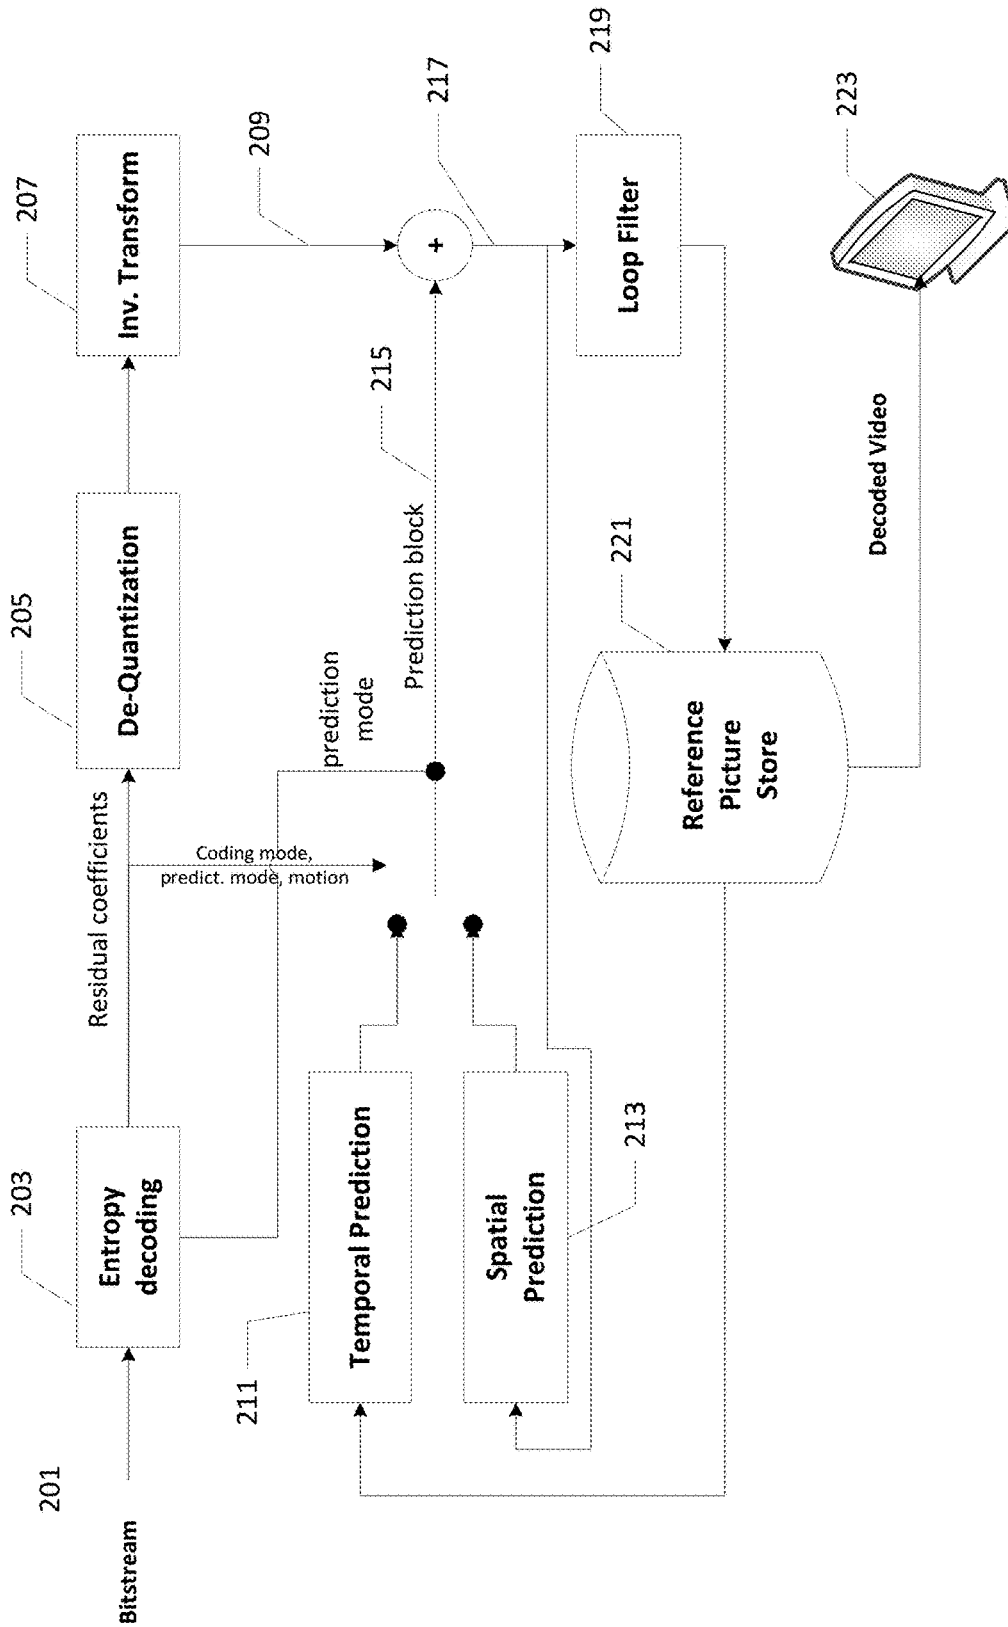 Bitstream
201
203
Entropy
decoding
Residual coefficients
205
De-Quantization
207
Inv. Transform
209
Coding mode,
predict. mode, motion
prediction
mode
211
Temporal Prediction
Spatial
Prediction
213
Prediction block
215
+
217
Loop Filter
219
Reference
Picture
Store
221
Decoded Video
223